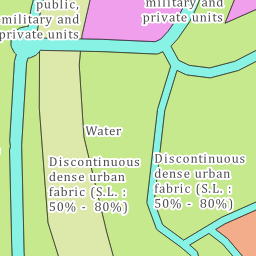 public,
military and
private units
military and
private units
Water
Discontinuous
dense urban
fabric (S.L. :
50% -  80%)
Discontinuous
dense urban
fabric (S.L. :
50% -  80%)